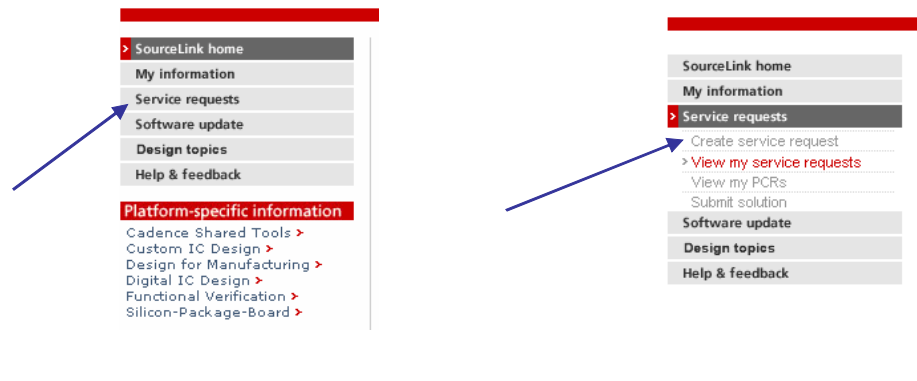 SourceLink home
My information
Service requests
Software update
Design topics
Help & feedback
Platform-specific information
Cadence Shared Tools >
Custom IC Design >
Design for Manufacturing >
Digital IC Design >
Functional Verification >
Silicon-Package-Board >
SourceLink home
My information
Service requests
Create service request
> View my service requests
View my PCRs
Submit solution
Software update
Design topics
Help & feedback